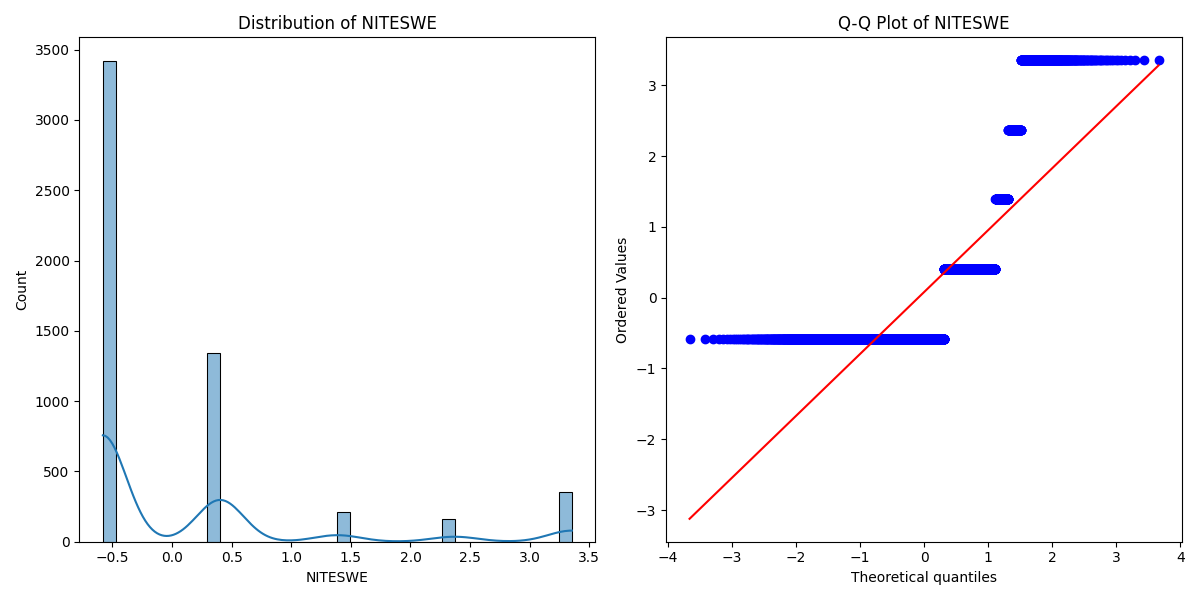 Distribution of NITESWE
3500
3000
2500
2000
1500
1000
500
0
Count
−0.5 0.0 0.5 1.0 1.5 2.0 2.5 3.0 3.5
NITESWE
Q-Q Plot of NITESWE
3
2
1
0
−1
−2
−3
Ordered Values
−4 −3 −2 −1 0 1 2 3 4
Theoretical quantiles